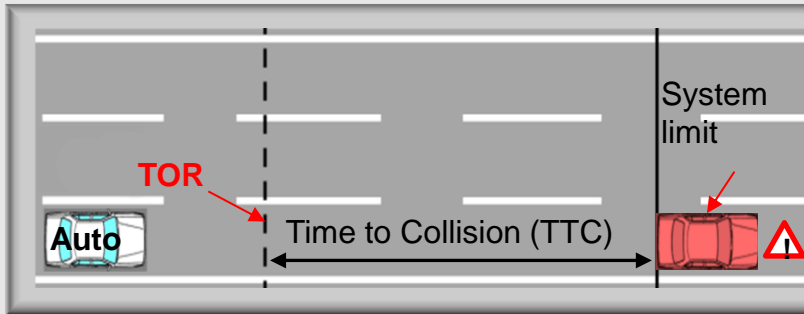 System
limit
TOR
Auto
Time to Collision (TTC)
!